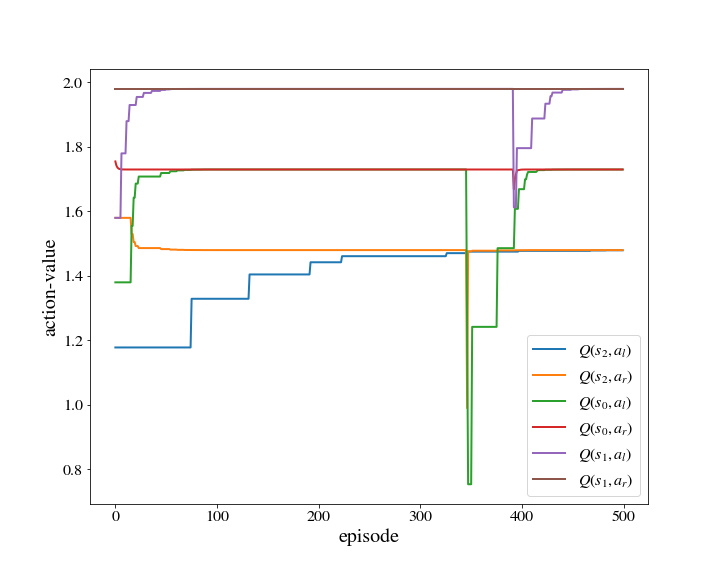 2.0
1.8
1.6
1.4
1.2
1.0
0.8
action-value
0
100
200
300
400
500
episode
Q(s₂, aₗ)
Q(s₂, aᵣ)
Q(s₀, aₗ)
Q(s₀, aᵣ)
Q(s₁, aₗ)
Q(s₁, aᵣ)